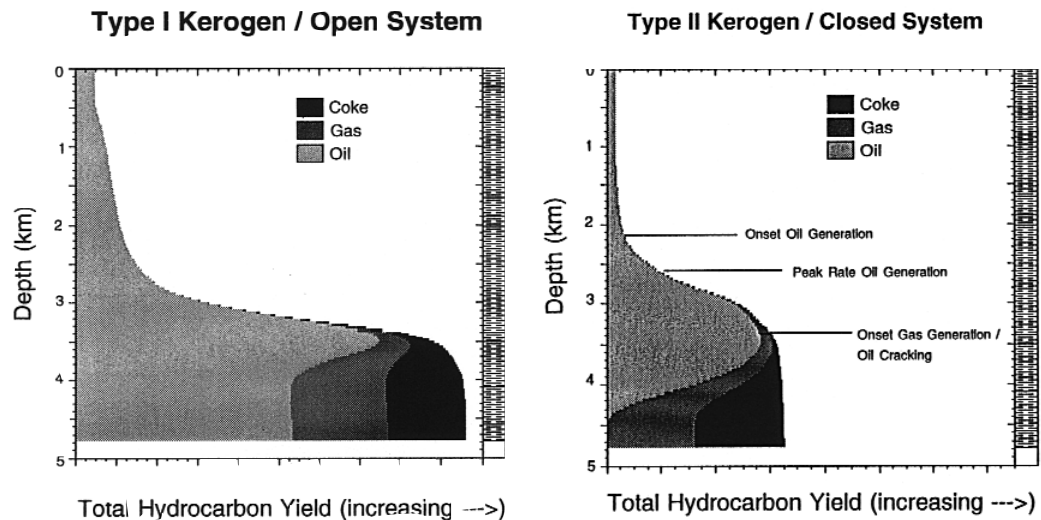 Type I Kerogen / Open System
0
1
2
3
4
5
Depth (km)
Coke
Gas
Oil
Total Hydrocarbon Yield (increasing --->)
Type II Kerogen / Closed System
0
1
2
3
4
5
Depth (km)
Coke
Gas
Oil
Onset Oil Generation
Peak Rate Oil Generation
Onset Gas Generation /
Oil Cracking
Total Hydrocarbon Yield (increasing --->)